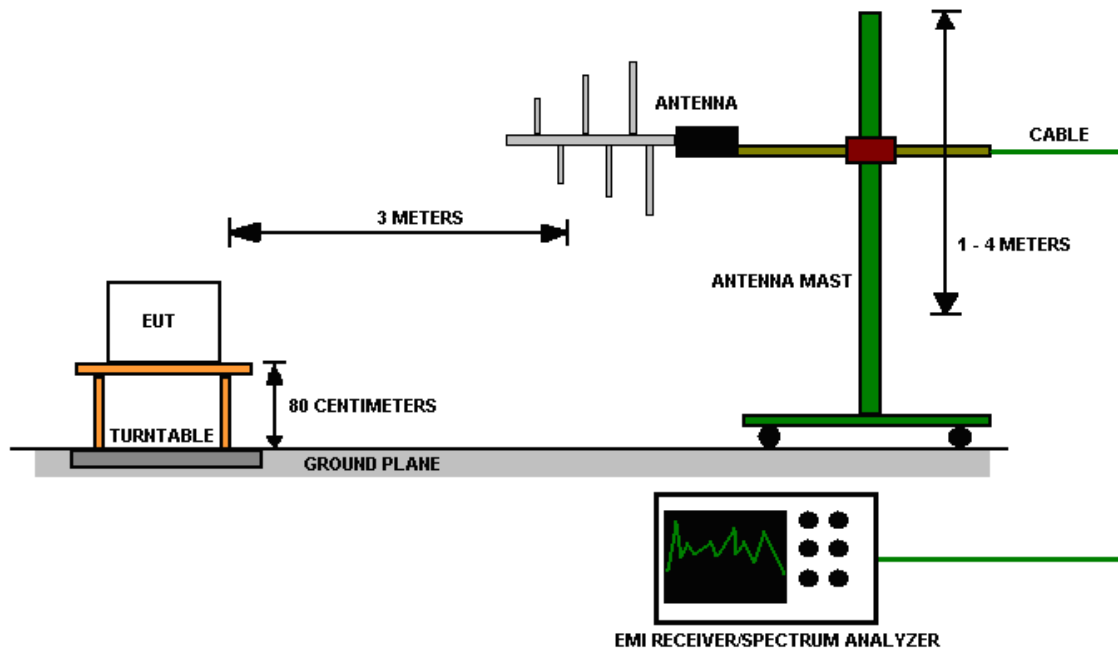 ANTENNA
CABLE
3 METERS
1 - 4 METERS
ANTENNA MAST
EUT
80 CENTIMETERS
TURNTABLE
GROUND PLANE
EMI RECEIVER/SPECTRUM ANALYZER